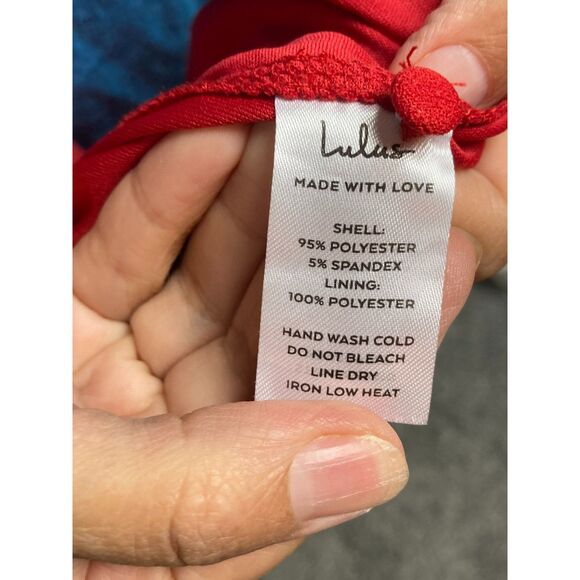 Lulus
MADE WITH LOVE
SHELL:
95% POLYESTER
5% SPANDEX
LINING:
100% POLYESTER
HAND WASH COLD
DO NOT BLEACH
LINE DRY
IRON LOW HEAT